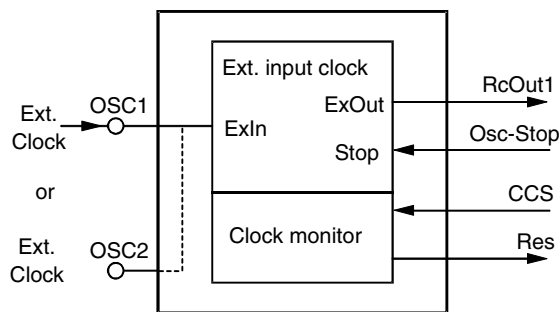 Ext. input clock
OSC1
Ext.
Clock
ExIn
ExOut
RcOut1
Stop
Osc-Stop
or
CCS
Clock monitor
Res
OSC2
Ext.
Clock